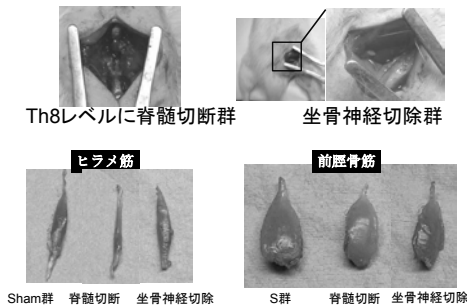 Th8レベルに脊髄切断群
坐骨神経切除群
ヒラメ筋
前脛骨筋
Sham群 脊髄切断 坐骨神経切除
S群 脊髄切断 坐骨神経切除